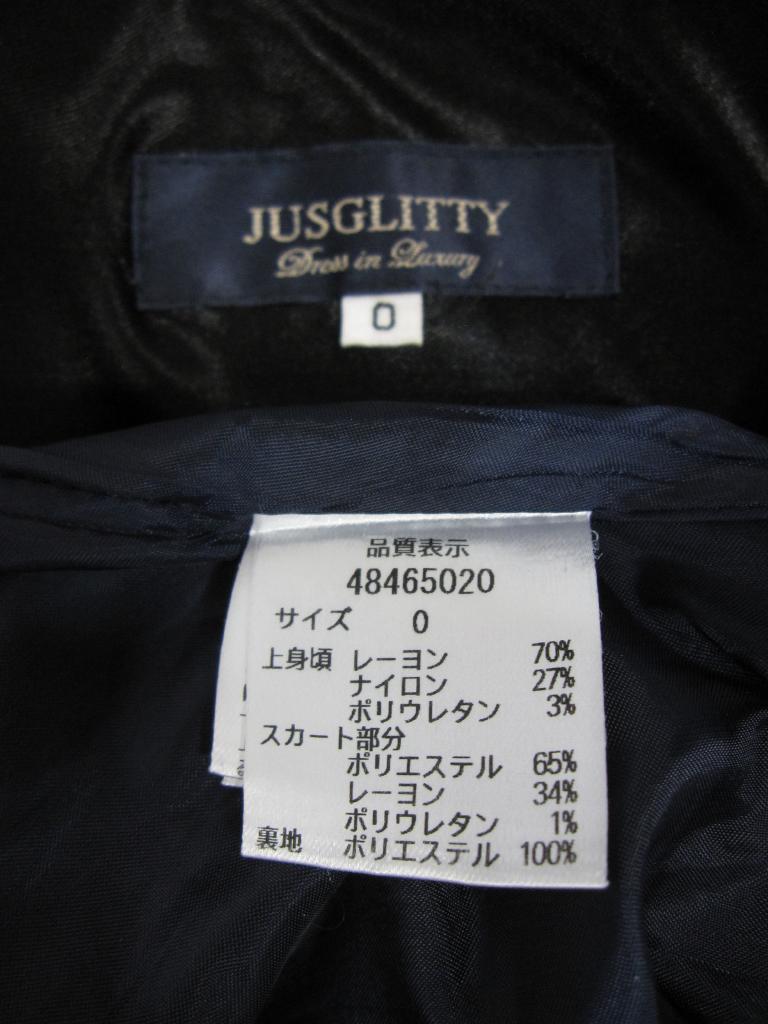 JUSGLITTY
Dress in Luxury
0
品質表示
48465020
サイズ 0
上身頃 レーヨン 70%
ナイロン 27%
ポリウレタン 3%
スカート部分
ポリエステル 65%
レーヨン 34%
ポリウレタン 1%
裏地 ポリエステル 100%